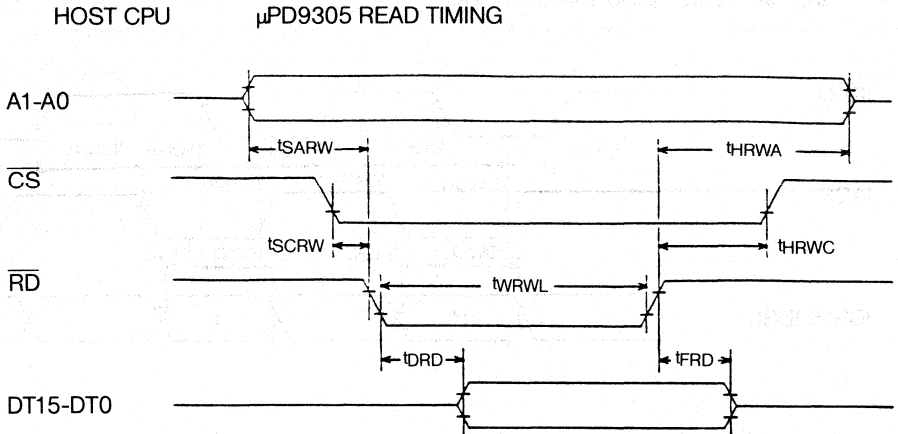 HOST CPU μPD9305 READ TIMING
A1-A0
tSARW tHRWA
CS
tSCRW tHRWC
RD
tWRWL
tDRD tFRD
DT15-DT0